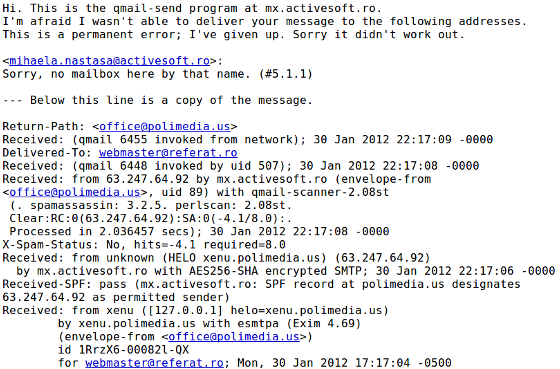 Hi. This is the qmail-send program at mx.activesoft.ro.
I'm afraid I wasn't able to deliver your message to the following addresses.
This is a permanent error; I've given up. Sorry it didn't work out.

<mihaela.nastasa@activesoft.ro>:
Sorry, no mailbox here by that name. (#5.1.1)

--- Below this line is a copy of the message.

Return-Path: <office@polimedia.us>
Received: (qmail 6455 invoked from network); 30 Jan 2012 22:17:09 -0000
Delivered-To: webmaster@referat.ro
Received: (qmail 6448 invoked by uid 507); 30 Jan 2012 22:17:08 -0000
Received: from 63.247.64.92 by mx.activesoft.ro (envelope-from
<office@polimedia.us>, uid 89) with qmail-scanner-2.08st
 (. spamassassin: 3.2.5. perlscan: 2.08st.
 Clear:RC:0(63.247.64.92):SA:0(-4.1/8.0):.
 Processed in 2.036457 secs); 30 Jan 2012 22:17:08 -0000
X-Spam-Status: No, hits=-4.1 required=8.0
Received: from unknown (HELO xenu.polimedia.us) (63.247.64.92)
  by mx.activesoft.ro with AES256-SHA encrypted SMTP; 30 Jan 2012 22:17:06 -0000
Received-SPF: pass (mx.activesoft.ro: SPF record at polimedia.us designates
63.247.64.92 as permitted sender)
Received: from xenu ([127.0.0.1] helo=xenu.polimedia.us)
        by xenu.polimedia.us with esmtpa (Exim 4.69)
        (envelope-from <office@polimedia.us>)
        id 1RrzX6-00082l-QX
        for webmaster@referat.ro; Mon, 30 Jan 2012 17:17:04 -0500